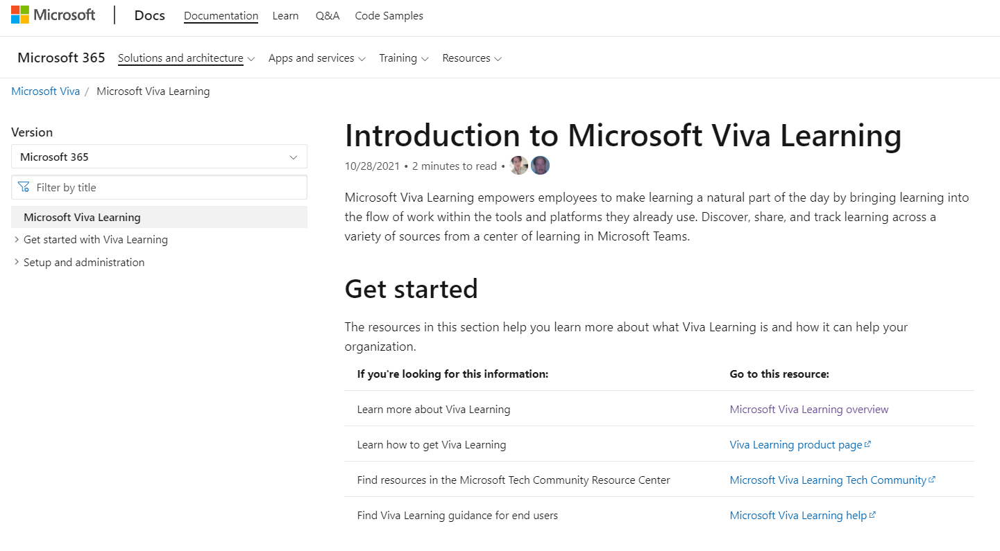 Microsoft Docs Documentation Learn Q&A Code Samples
Microsoft 365 Solutions and architecture Apps and services Training Resources
Microsoft Viva / Microsoft Viva Learning
Version
Microsoft 365
Filter by title
Microsoft Viva Learning
Get started with Viva Learning
Setup and administration
Introduction to Microsoft Viva Learning
10/28/2021 • 2 minutes to read •
Microsoft Viva Learning empowers employees to make learning a natural part of the day by bringing learning into
the flow of work within the tools and platforms they already use. Discover, share, and track learning across a
variety of sources from a center of learning in Microsoft Teams.
Get started
The resources in this section help you learn more about what Viva Learning is and how it can help your
organization.
If you're looking for this information: Go to this resource:
Learn more about Viva Learning Microsoft Viva Learning overview
Learn how to get Viva Learning Viva Learning product page
Find resources in the Microsoft Tech Community Resource Center Microsoft Viva Learning Tech Community
Find Viva Learning guidance for end users Microsoft Viva Learning help